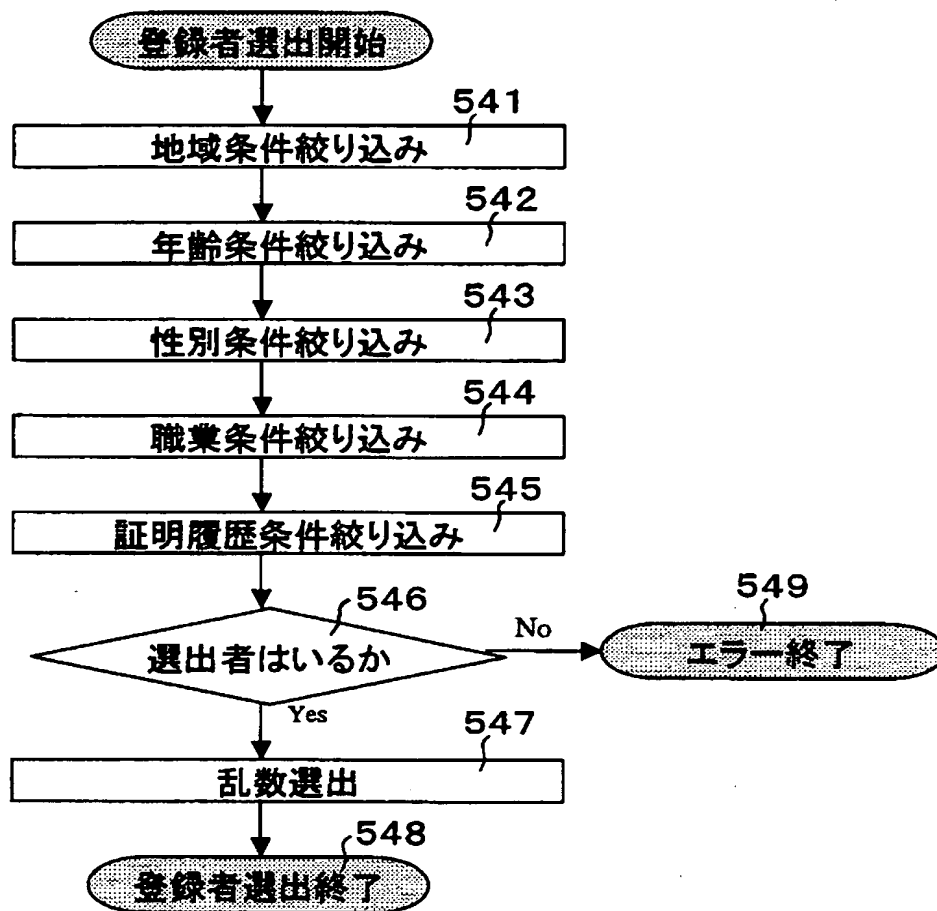 登録者選出開始
541
地域条件絞り込み
542
年齢条件絞り込み
543
性別条件絞り込み
544
職業条件絞り込み
545
証明履歴条件絞り込み
546
選出者はいるか
No
549
エラー終了
Yes
547
乱数選出
548
登録者選出終了